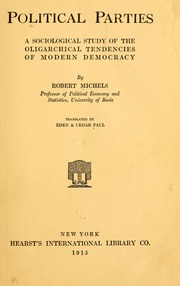 POLITICAL PARTIES
A SOCIOLOGICAL STUDY OF THE
OLIGARCHICAL TENDENCIES
OF MODERN DEMOCRACY
By
ROBERT MICHELS
Professor of Political Economy and
Statistics, University of Basle
TRANSLATED BY
EDEN & CEDAR PAUL
NEW YORK
HEARST'S INTERNATIONAL LIBRARY CO.
1915